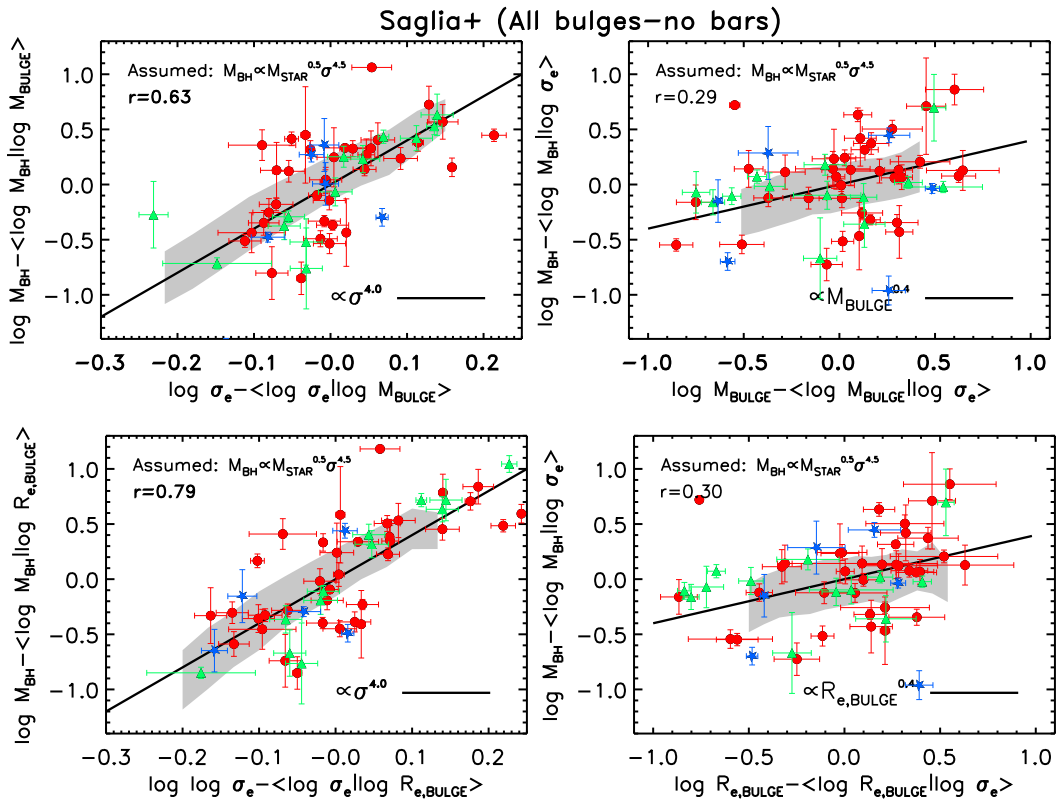 Saglia+ (All bulges-no bars)
log M_BH-<log M_BH|log M_BULGE>
1.0
0.5
0.0
-0.5
-1.0
Assumed: M_BH∝M_STAR^0.5σ^4.5
r=0.63
∝σ^4.0
-0.3 -0.2 -0.1 -0.0 0.1 0.2
log σ_e-<log σ_e|log M_BULGE>
log M_BH-<log M_BH|log σ_e>
1.0
0.5
0.0
-0.5
-1.0
Assumed: M_BH∝M_STAR^0.5σ^4.5
r=0.29
∝M_BULGE^0.4
-1.0 -0.5 0.0 0.5 1.0
log M_BULGE-<log M_BULGE|log σ_e>
log M_BH-<log M_BH|log R_e,BULGE>
1.0
0.5
0.0
-0.5
-1.0
Assumed: M_BH∝M_STAR^0.5σ^4.5
r=0.79
∝σ^4.0
-0.3 -0.2 -0.1 -0.0 0.1 0.2
log log σ_e-<log σ_e|log R_e,BULGE>
log M_BH-<log M_BH|log σ_e>
1.0
0.5
0.0
-0.5
-1.0
Assumed: M_BH∝M_STAR^0.5σ^4.5
r=0.30
∝R_e,BULGE^0.4
-1.0 -0.5 0.0 0.5 1.0
log R_e,BULGE-<log R_e,BULGE|log σ_e>